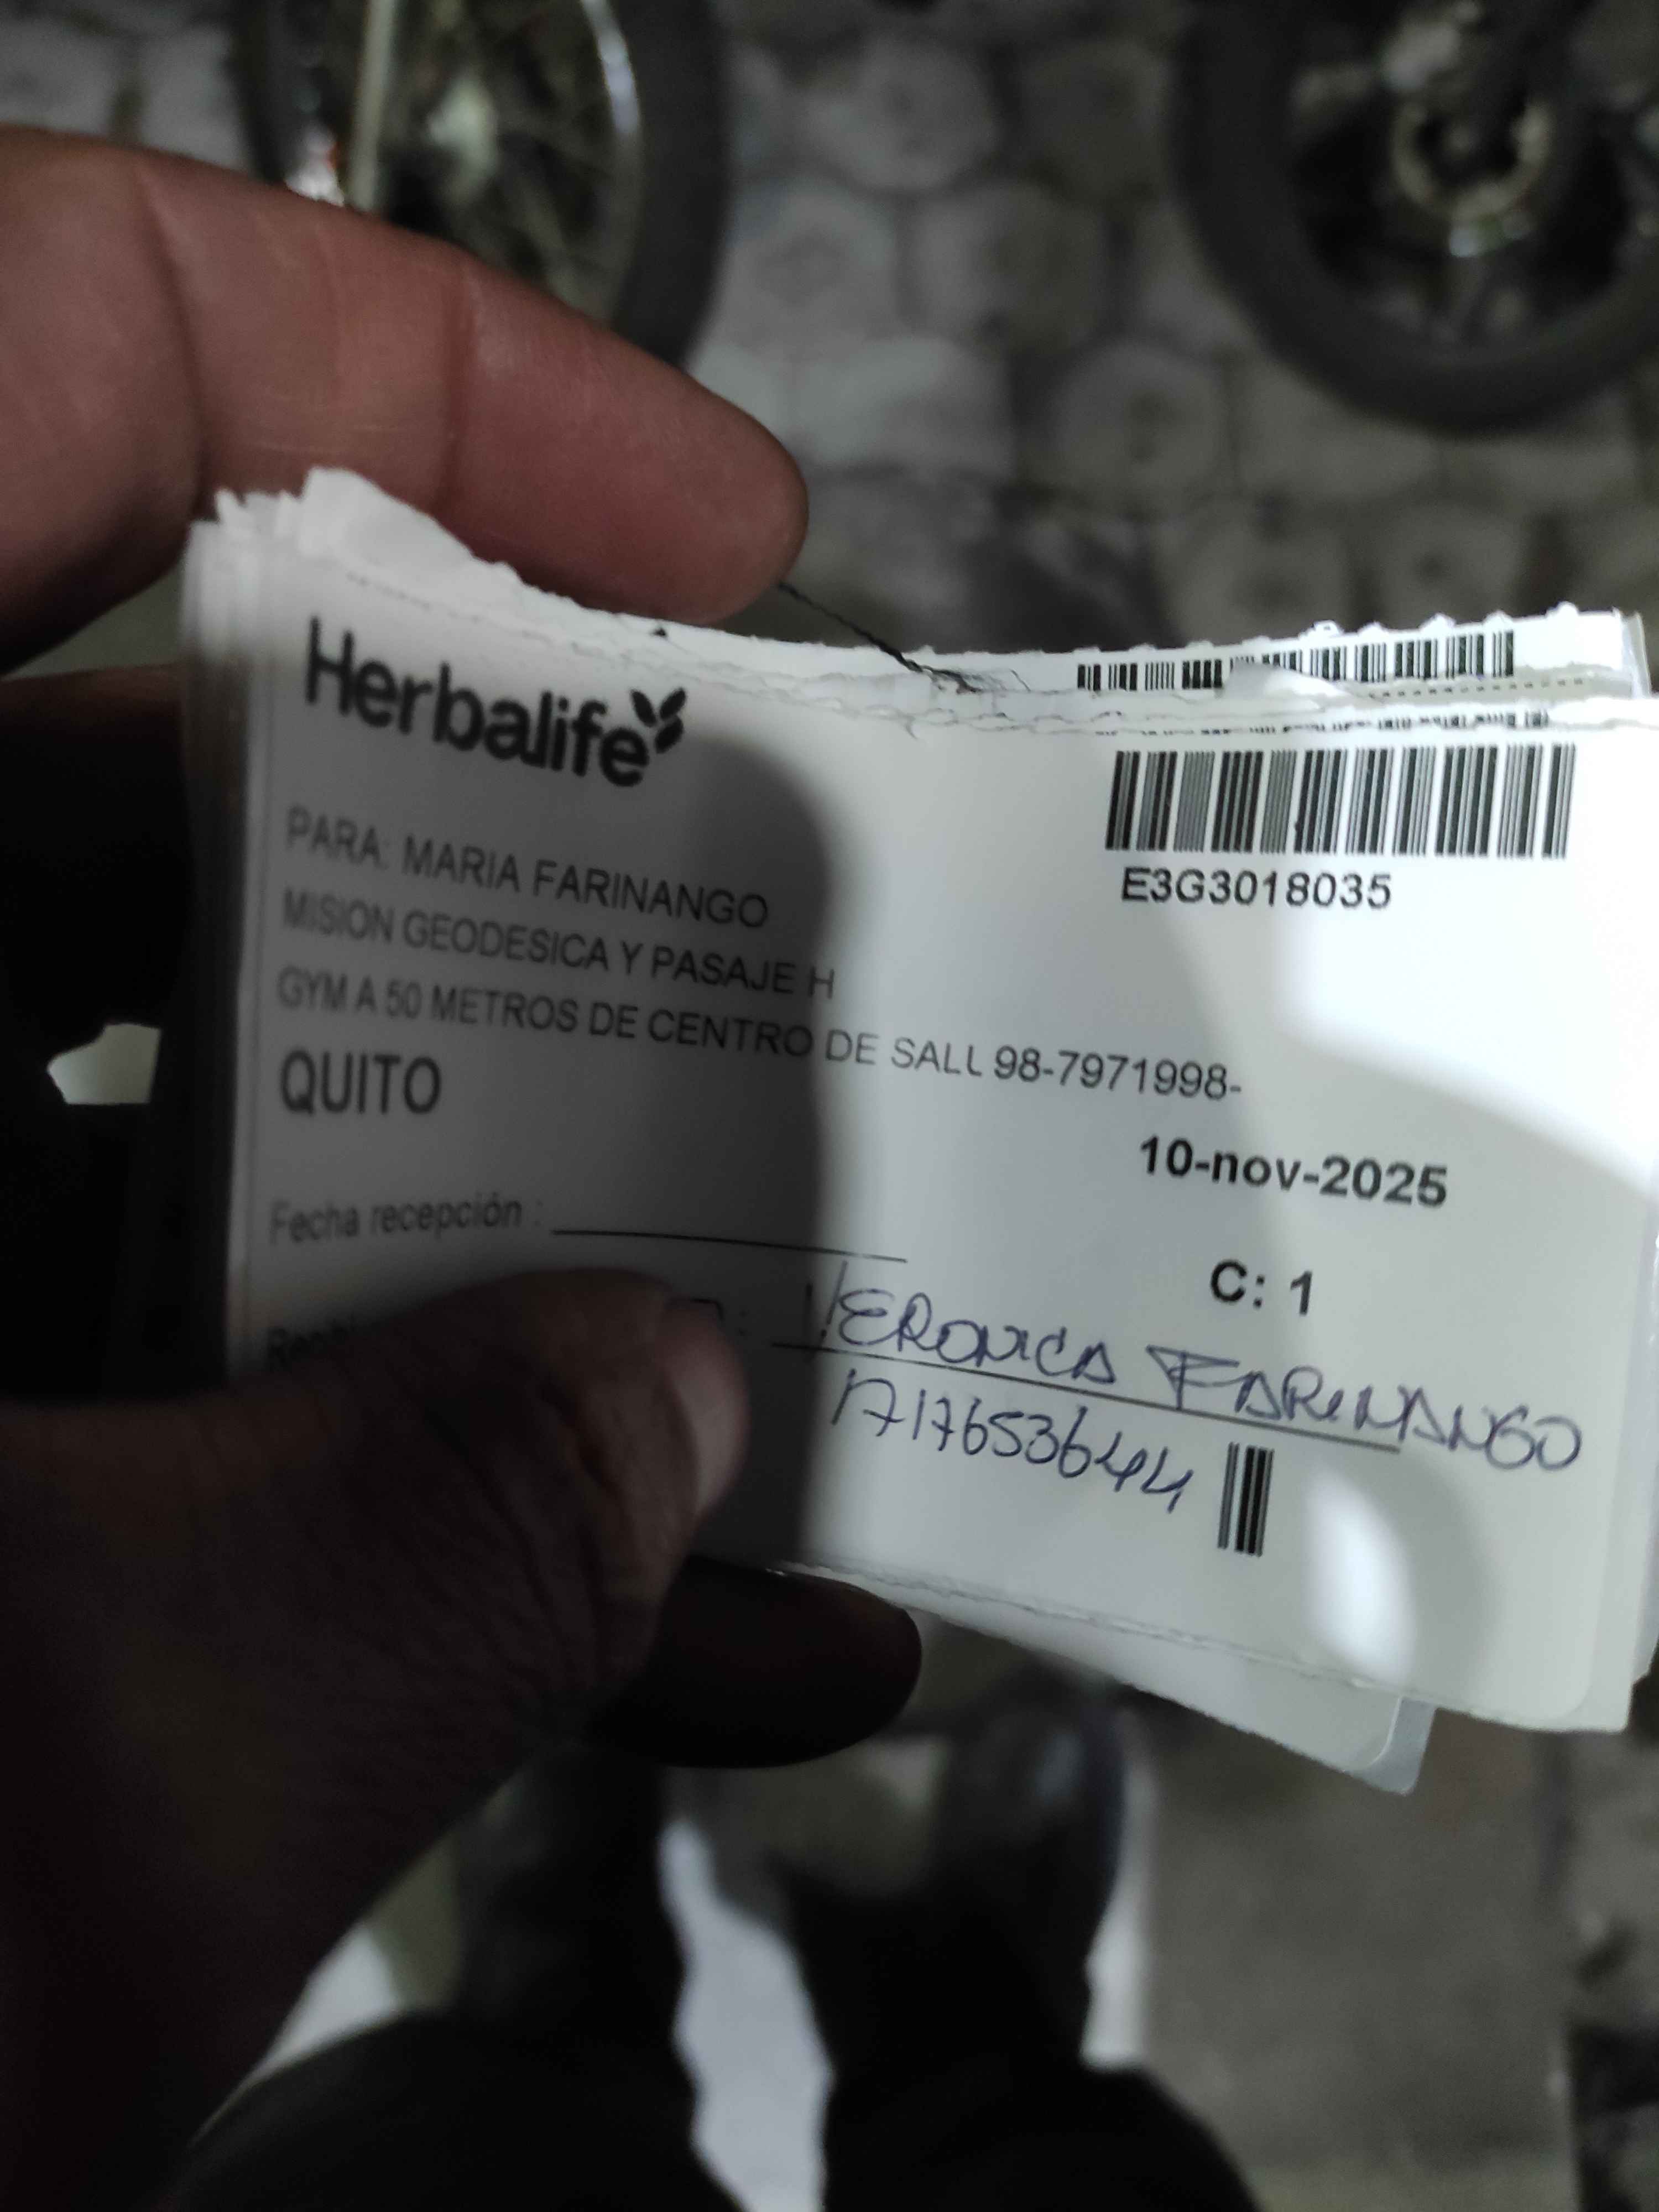 Herbalife
E3G3018035
PARA: MARIA FARINANGO
MISION GEODESICA Y PASAJE H
GYM A 50 METROS DE CENTRO DE SALL 98-7971998-
QUITO
10-nov-2025
Fecha recepción :
C: 1
VERONICA FARINANGO
1717653644